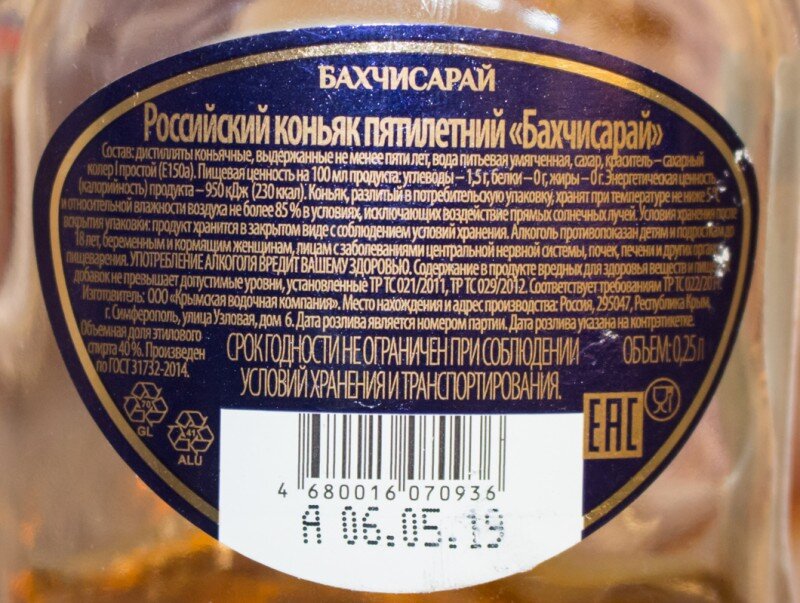 БАХЧИСАРАЙ
Российский коньяк пятилетний «Бахчисарай»
Состав: дистилляты коньячные, выдержанные не менее пяти лет, вода питьевая умягченная, сахар, краситель – сахарный
колер I простой (Е150а). Пищевая ценность на 100 мл продукта: углеводы – 1,5 г, белки – 0 г, жиры – 0 г. Энергетическая ценность
(калорийность) продукта – 950 кДж (230 ккал). Коньяк, разлитый в потребительскую упаковку, хранят при температуре не ниже 5°
и относительной влажности воздуха не более 85 % в условиях, исключающих воздействие прямых солнечных лучей. Условия хранения после
вскрытия упаковки: продукт хранится в закрытом виде с соблюдением условий хранения. Алкоголь противопоказан детям и подросткам до
18 лет, беременным и кормящим женщинам, лицам с заболеваниями центральной нервной системы, почек, печени и других органов
пищеварения. УПОТРЕБЛЕНИЕ АЛКОГОЛЯ ВРЕДИТ ВАШЕМУ ЗДОРОВЬЮ. Содержание в продукте вредных для здоровья веществ и пищевых
добавок не превышает допустимые уровни, установленные ТР ТС 021/2011, ТР ТС 029/2012. Соответствует требованиям ТР ТС 022/2011.
Изготовитель: ООО «Крымская водочная компания». Место нахождения и адрес производства: Россия, 295047, Республика Крым,
г. Симферополь, улица Узловая, дом 6. Дата розлива является номером партии. Дата розлива указана на контрэтикетке.
Объемная доля этилового
спирта 40 %. Произведен
по ГОСТ 31732-2014.
СРОК ГОДНОСТИ НЕ ОГРАНИЧЕН ПРИ СОБЛЮДЕНИИ
УСЛОВИЙ ХРАНЕНИЯ И ТРАНСПОРТИРОВАНИЯ.
ОБЪЕМ: 0,25 л
70
GL
41
ALU
EAC
4 680016 070936
А 06.05.19